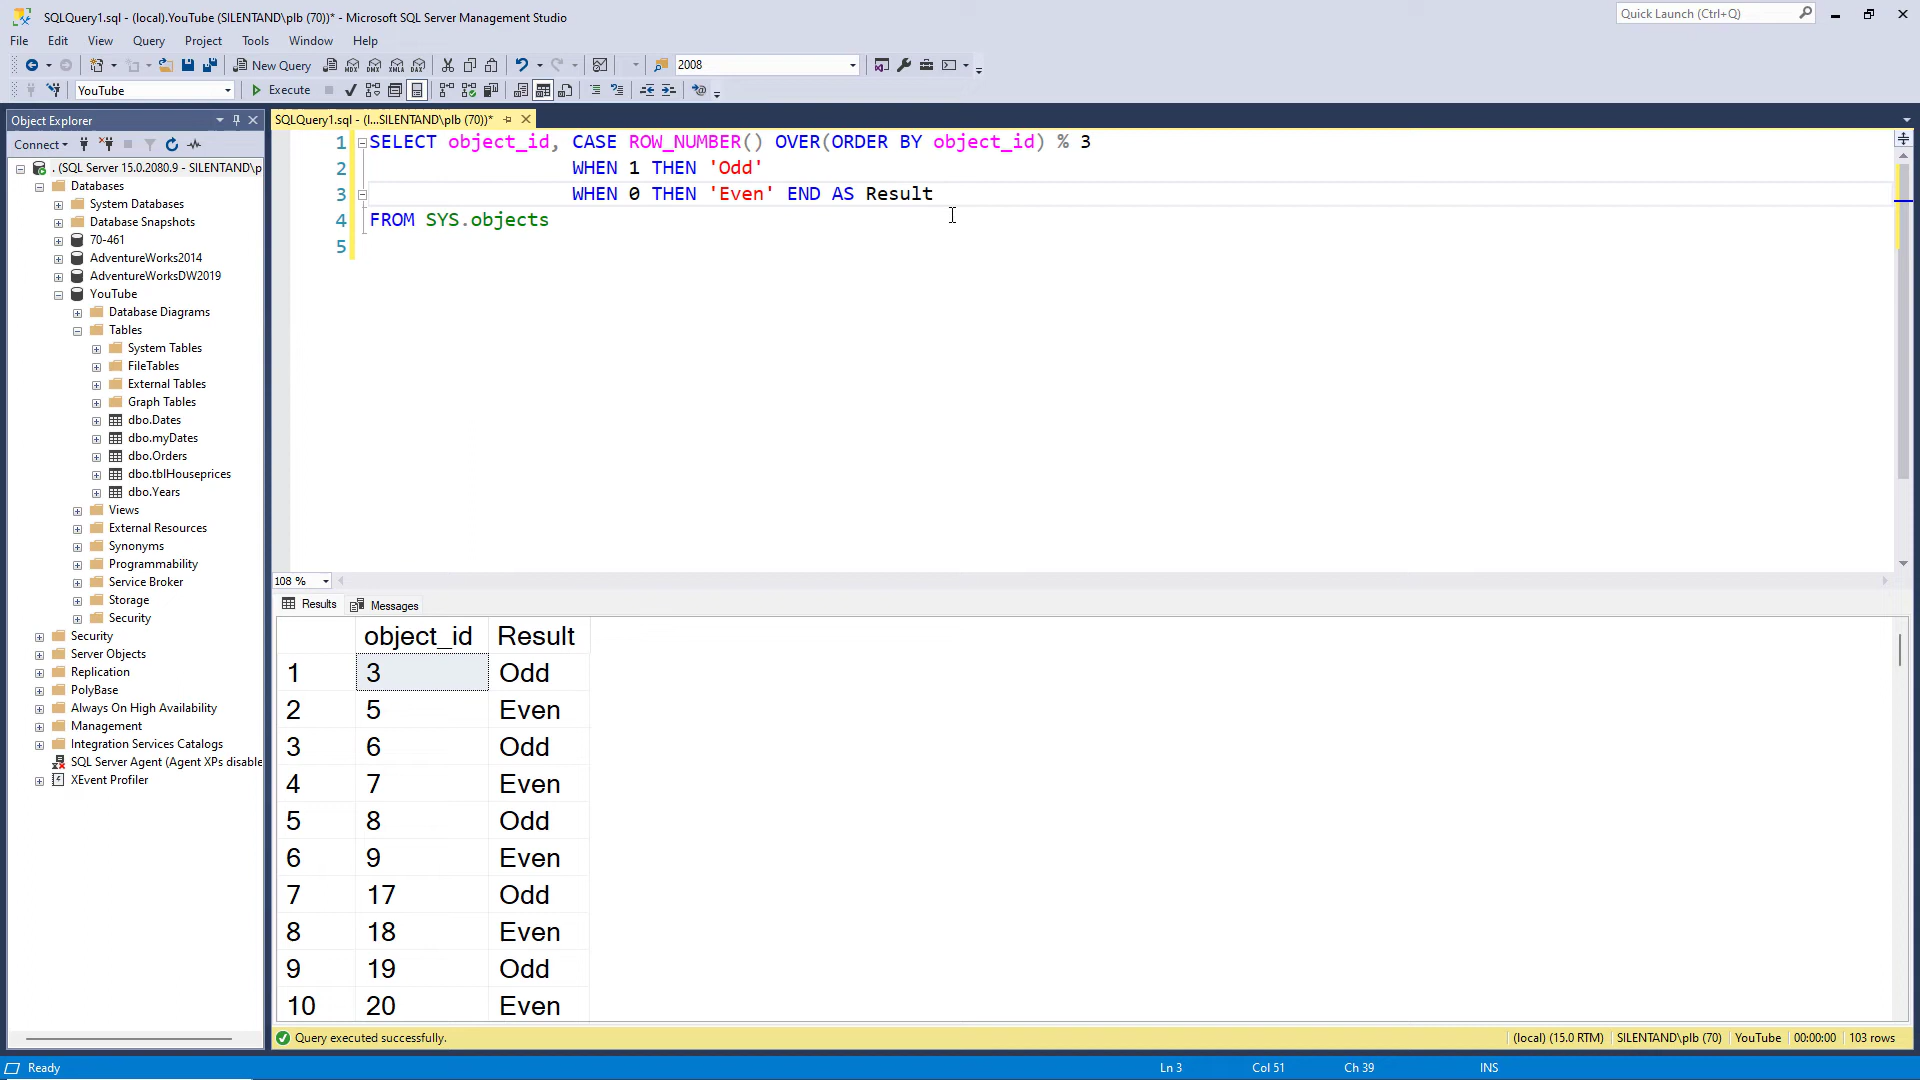 SQLQuery1.sql - (local).YouTube (SILENTAND\plb (70))* - Microsoft SQL Server Management Studio
Quick Launch (Ctrl+Q)
File Edit View Query Project Tools Window Help
New Query
2008
YouTube
Execute
Object Explorer
SQLQuery1.sql - (l...SILENTAND\plb (70))*
Connect
. (SQL Server 15.0.2080.9 - SILENTAND\p
Databases
System Databases
Database Snapshots
70-461
AdventureWorks2014
AdventureWorksDW2019
YouTube
Database Diagrams
Tables
System Tables
FileTables
External Tables
Graph Tables
dbo.Dates
dbo.myDates
dbo.Orders
dbo.tblHouseprices
dbo.Years
Views
External Resources
Synonyms
Programmability
Service Broker
Storage
Security
Security
Server Objects
Replication
PolyBase
Always On High Availability
Management
Integration Services Catalogs
SQL Server Agent (Agent XPs disable
XEvent Profiler
1 SELECT object_id, CASE ROW_NUMBER() OVER(ORDER BY object_id) % 3
2 WHEN 1 THEN 'Odd'
3 WHEN 0 THEN 'Even' END AS Result
4 FROM SYS.objects
5
108 %
Results Messages
object_id Result
1 3 Odd
2 5 Even
3 6 Odd
4 7 Even
5 8 Odd
6 9 Even
7 17 Odd
8 18 Even
9 19 Odd
10 20 Even
Query executed successfully.
(local) (15.0 RTM) SILENTAND\plb (70) YouTube 00:00:00 103 rows
Ready
Ln 3 Col 51 Ch 39 INS